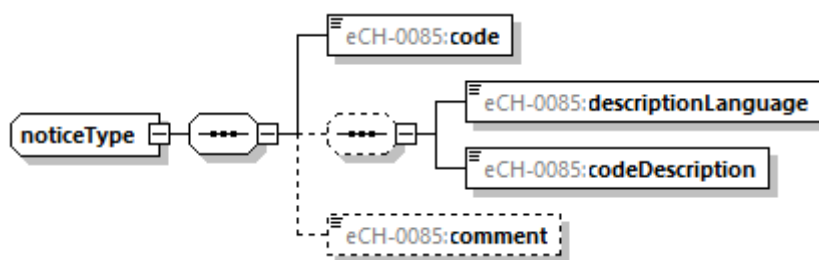 eCH-0085:code
eCH-0085:descriptionLanguage
noticeType
eCH-0085:codeDescription
eCH-0085:comment